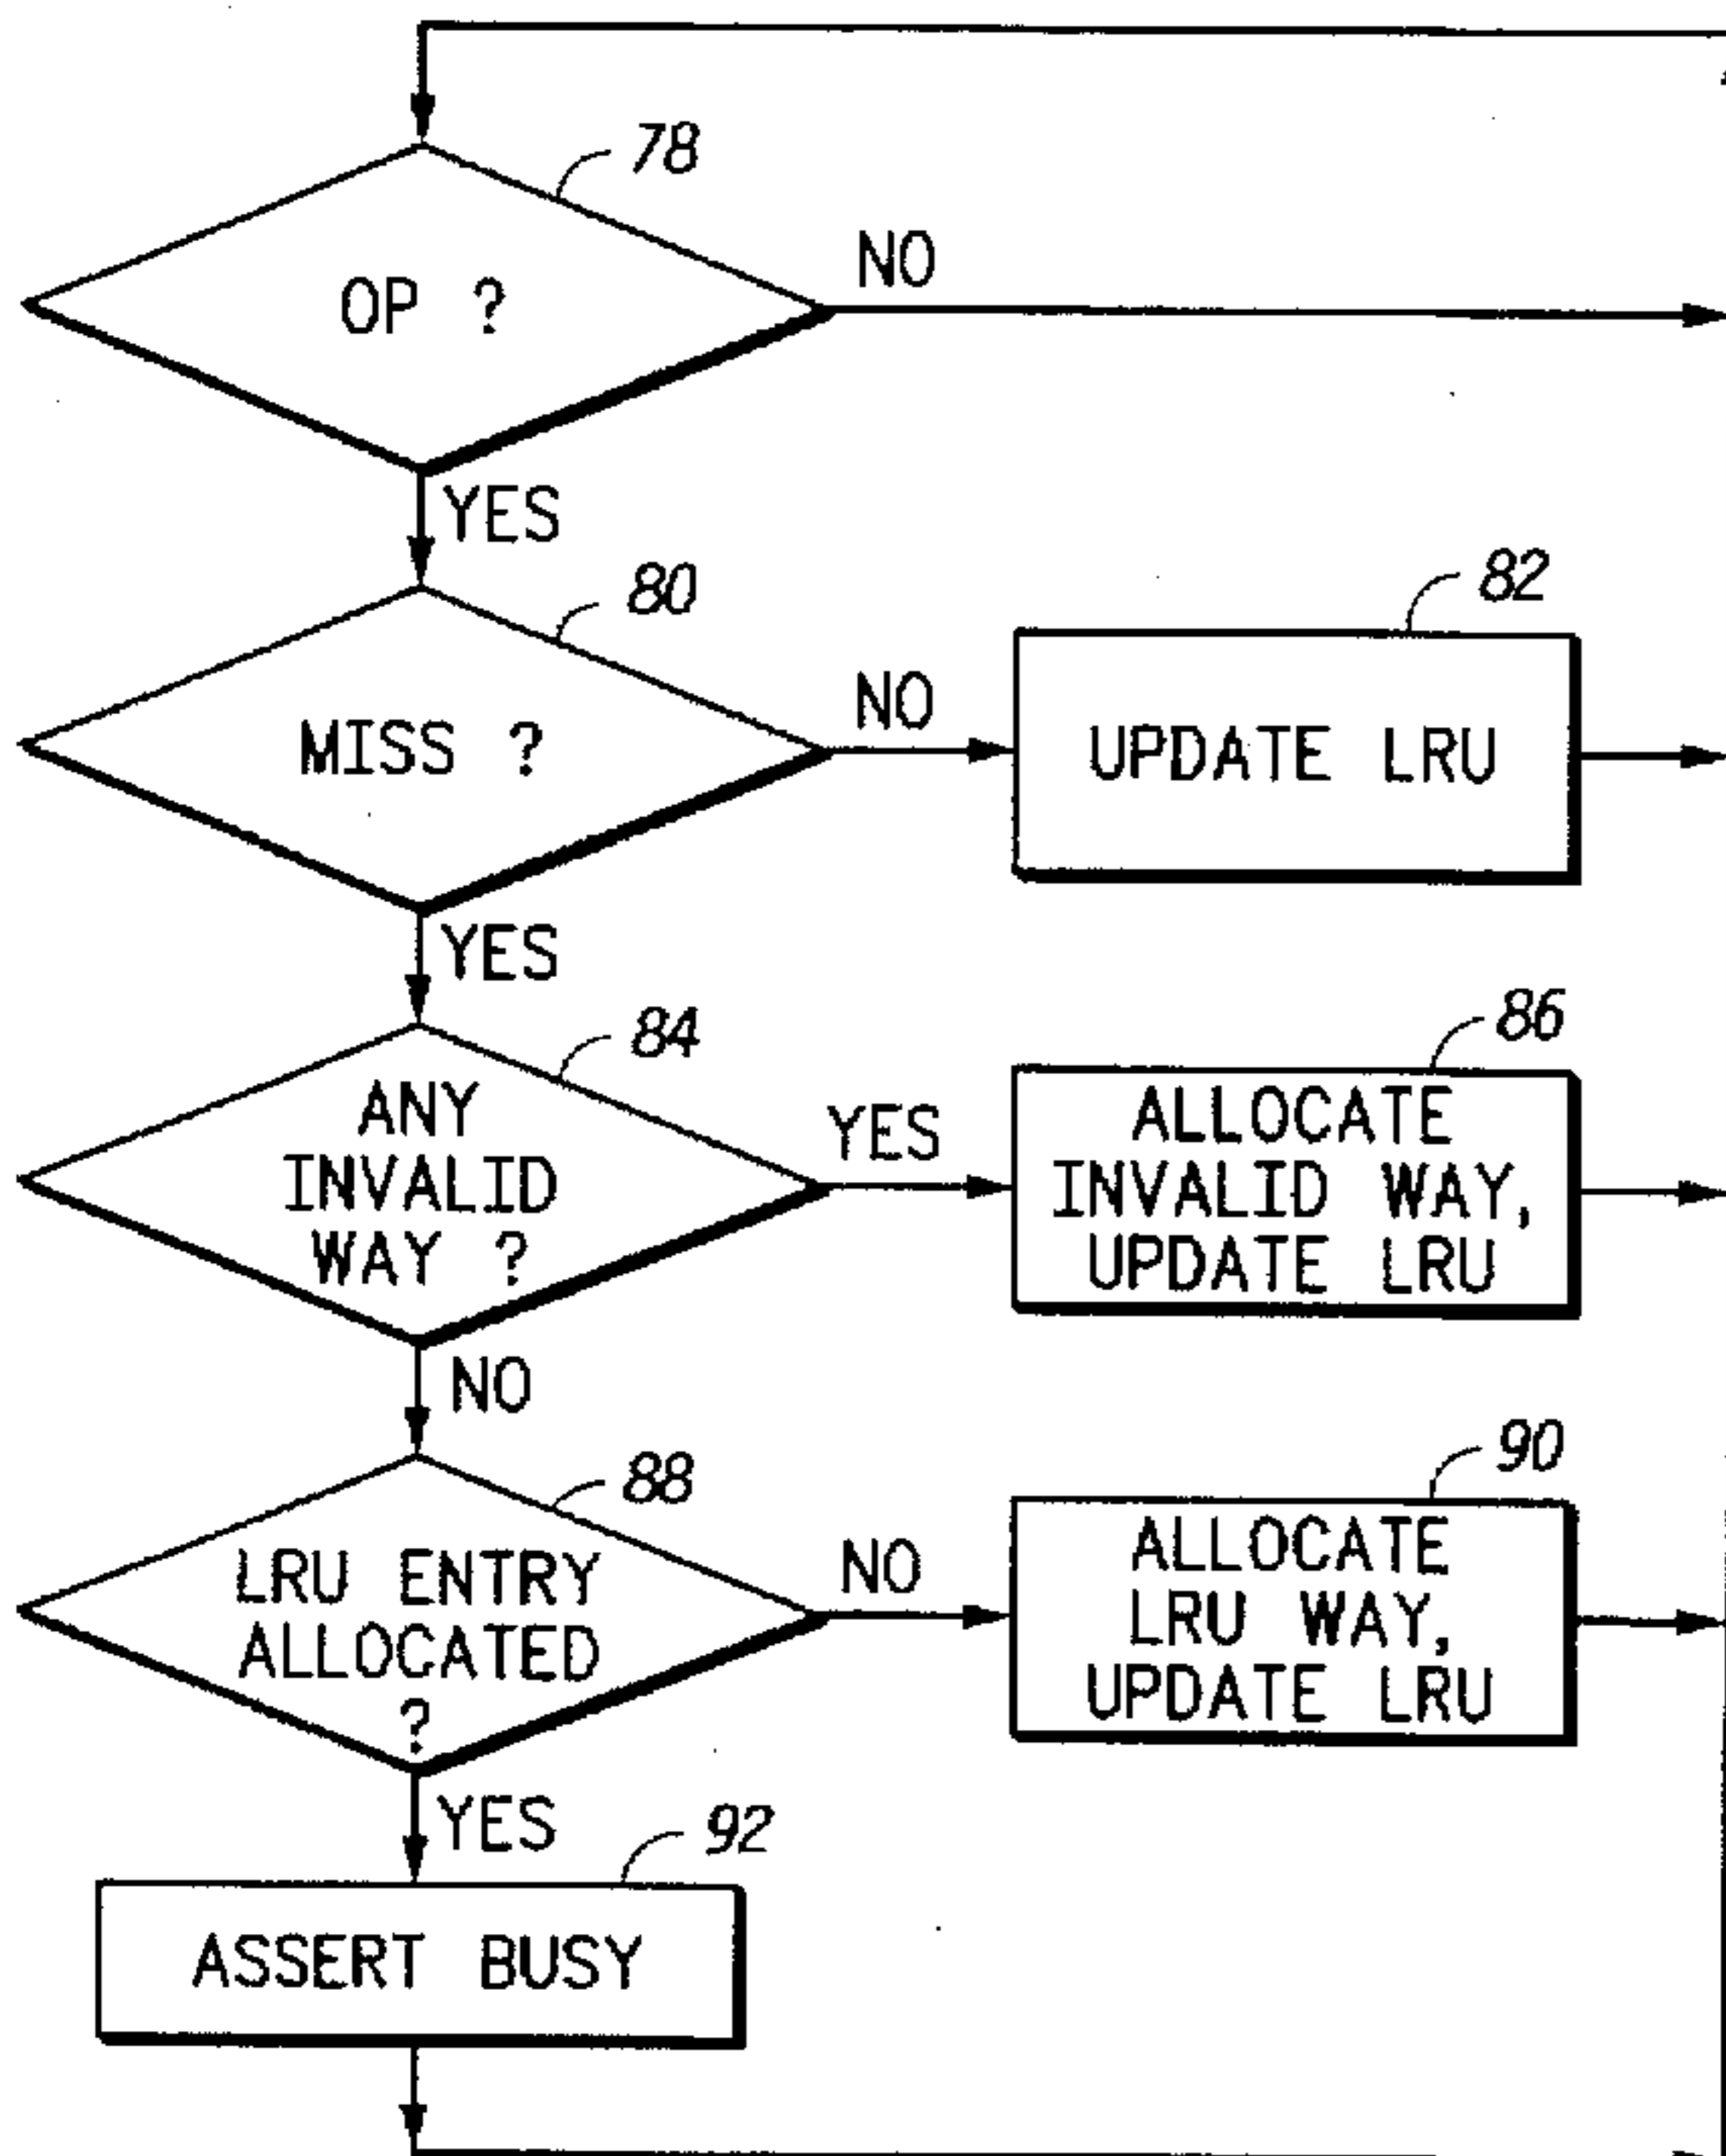 78
OP ?
NO
YES
80
MISS ?
NO
82
UPDATE LRU
YES
84
ANY
INVALID
WAY ?
YES
86
ALLOCATE
INVALID WAY,
UPDATE LRU
NO
88
LRU ENTRY
ALLOCATED
?
NO
90
ALLOCATE
LRU WAY,
UPDATE LRU
YES
92
ASSERT BUSY